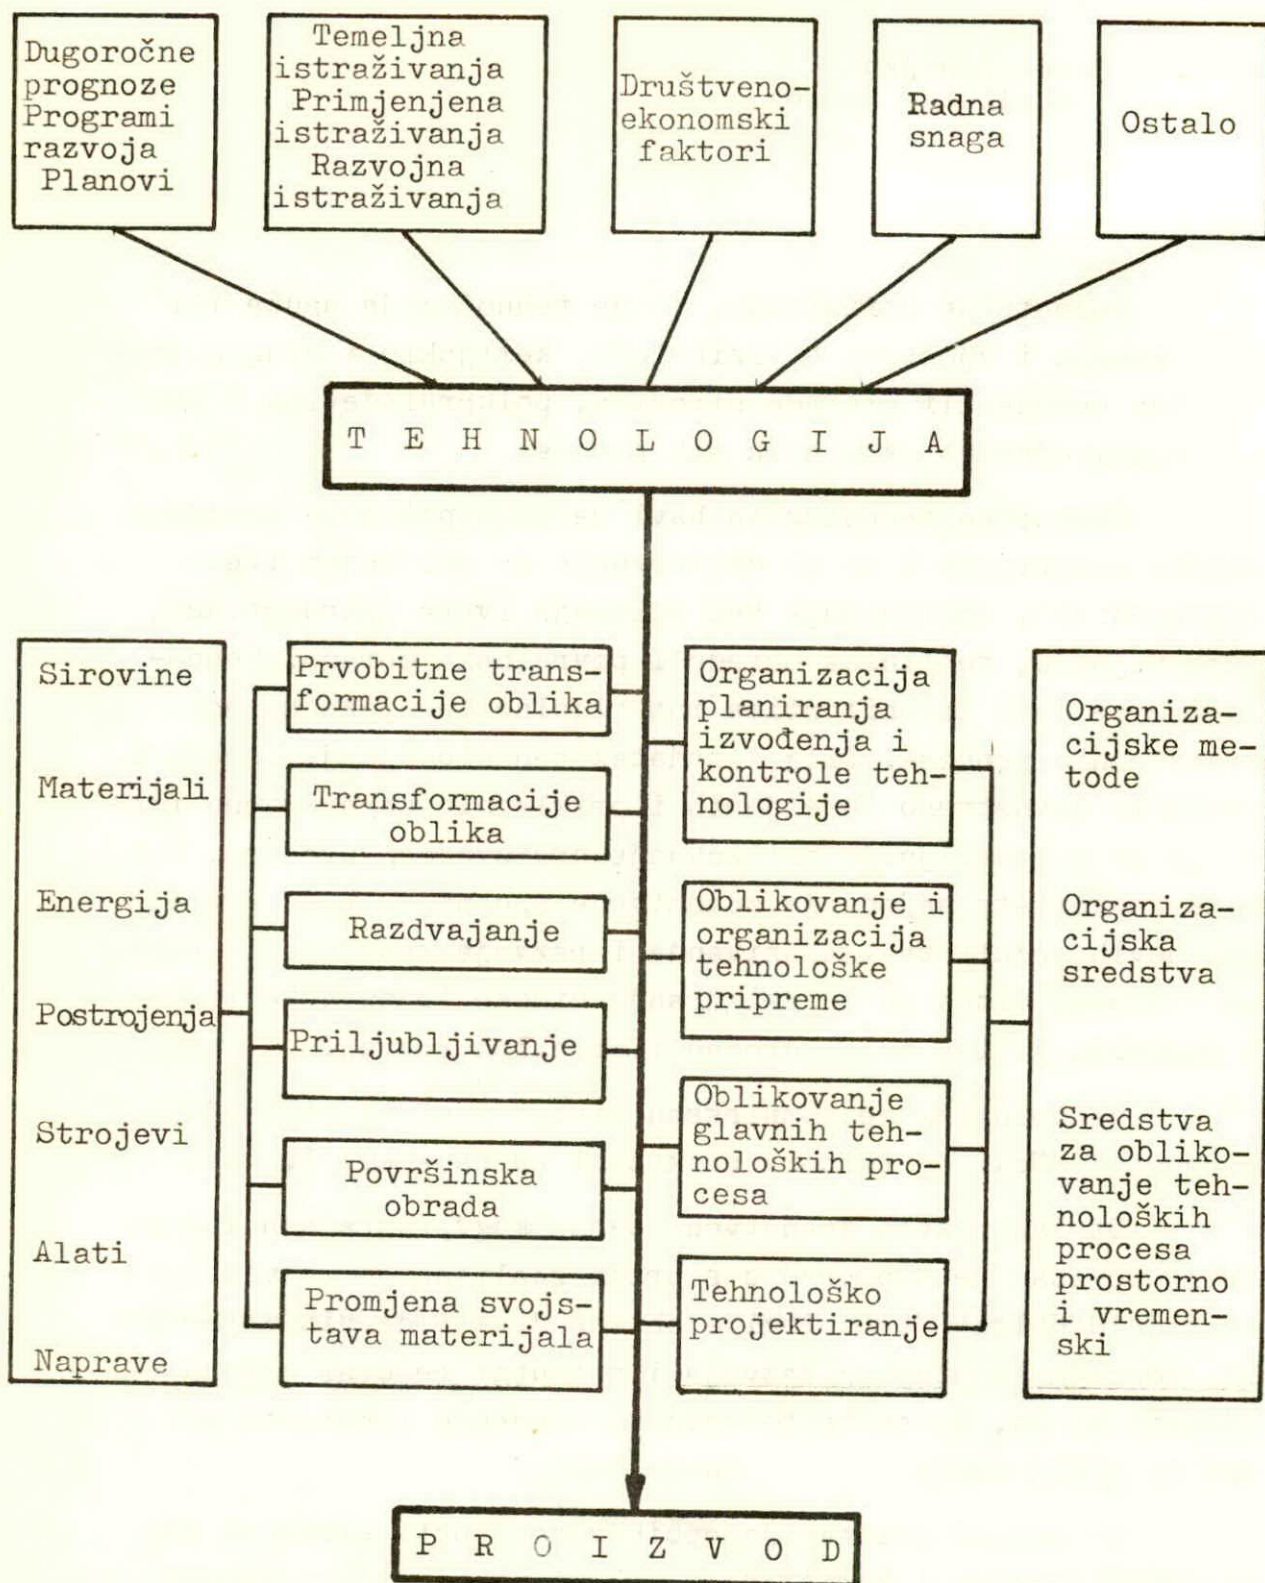 Dugoročne
prognoze
Programi
razvoja
Planovi
Temeljna
istraživanja
Primjenjena
istraživanja
Razvojna
istraživanja
Društveno-
ekonomski
faktori
Radna
snaga
Ostalo
T E H N O L O G I J A
Sirovine
Materijali
Energija
Postrojenja
Strojevi
Alati
Naprave
Prvobitne trans-
formacije oblika
Transformacije
oblika
Razdvajanje
Priljubljivanje
Površinska
obrada
Promjena svojs-
tava materijala
Organizacija
planiranja
izvođenja i
kontrole teh-
nologije
Oblikovanje i
organizacija
tehnološke
pripreme
Oblikovanje
glavnih teh-
noloških pro-
cesa
Tehnološko
projektiranje
Organiza-
cijske me-
tode
Organiza-
cijska
sredstva
Sredstva
za obliko-
vanje teh-
noloških
procesa
prostorno
i vremen-
ski
P R O I Z V O D